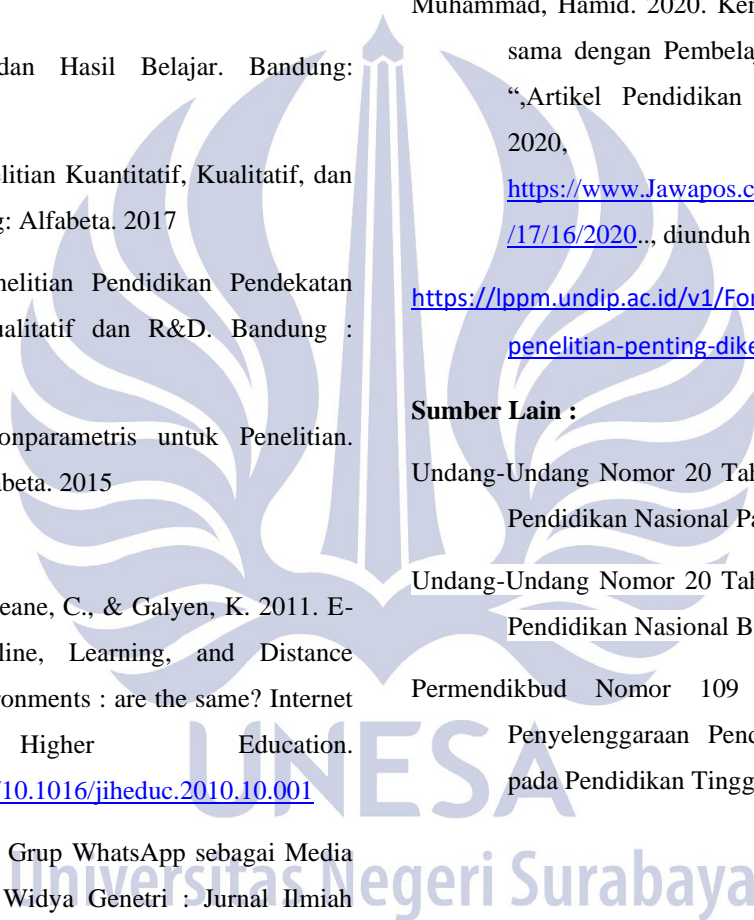 dan Hasil Belajar. Bandung:
elitian Kuantitatif, Kualitatif, dan
g: Alfabeta. 2017
nelitian Pendidikan Pendekatan
ualitatif dan R&D. Bandung :
onparametris untuk Penelitian.
abeta. 2015
eane, C., & Galyen, K. 2011. E-
line, Learning, and Distance
ronments : are the same? Internet
Higher Education.
/10.1016/jiheduc.2010.10.001
Grup WhatsApp sebagai Media
Widya Genetri : Jurnal Ilmiah
Muhammad, Hamid. 2020. Ker
sama dengan Pembelaj
“,Artikel Pendidikan
2020,
https://www.Jawapos.c
/17/16/2020.., diunduh
https://lppm.undip.ac.id/v1/For
penelitian-penting-dike
Sumber Lain :
Undang-Undang Nomor 20 Tah
Pendidikan Nasional Pa
Undang-Undang Nomor 20 Tah
Pendidikan Nasional B
Permendikbud Nomor 109
Penyelenggaraan Pend
pada Pendidikan Tingg
UNESA
Universitas Negeri Surabaya